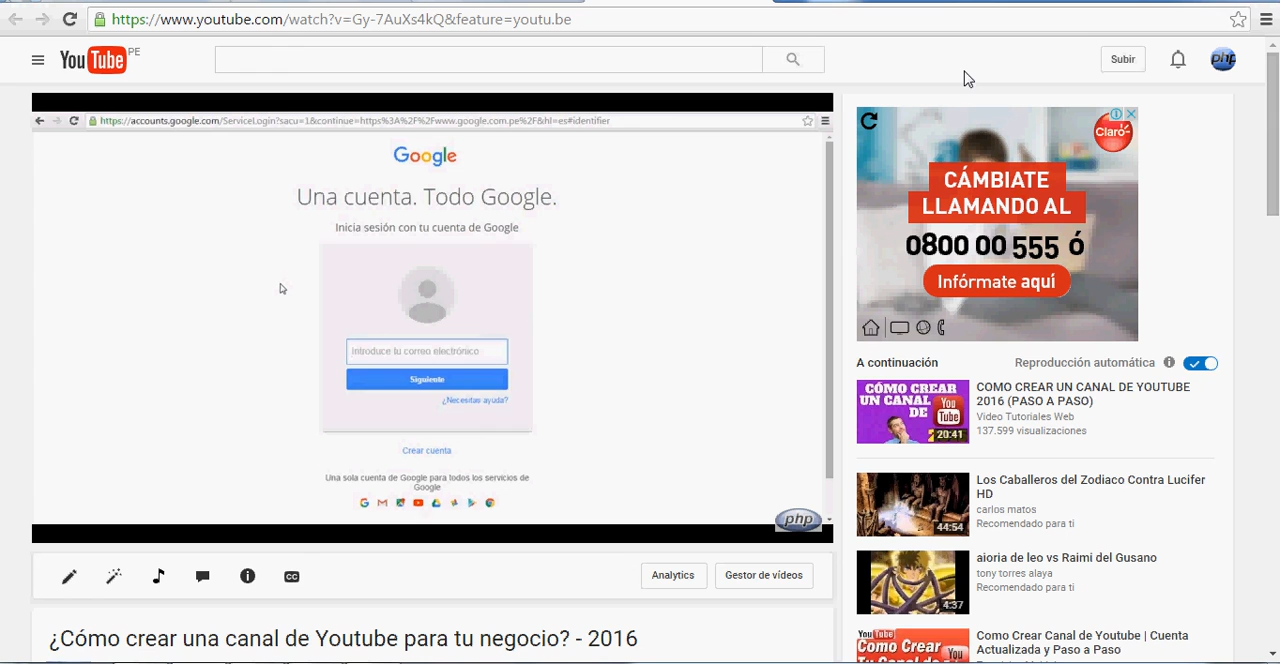 https://www.youtube.com/watch?v=Gy-7AuXs4kQ&feature=youtu.be
YouTube PE
Subir
php
https://accounts.google.com/ServiceLogin?sacu=1&continue=https%3A%2F%2Fwww.google.com.pe%2F&hl=es#identifier
Google
Una cuenta. Todo Google.
Inicia sesión con tu cuenta de Google
Introduce tu correo electrónico
Siguiente
¿Necesitas ayuda?
Crear cuenta
Una sola cuenta de Google para todos los servicios de
Google
php
Analytics
Gestor de vídeos
¿Cómo crear una canal de Youtube para tu negocio? - 2016
Claro
CÁMBIATE
LLAMANDO AL
0800 00 555 ó
Infórmate aquí
A continuación
Reproducción automática
CÓMO CREAR
UN CANAL
DE
You
Tube
20:41
COMO CREAR UN CANAL DE YOUTUBE
2016 (PASO A PASO)
Video Tutoriales Web
137.599 visualizaciones
44:54
Los Caballeros del Zodiaco Contra Lucifer
HD
carlos matos
Recomendado para ti
4:37
aioria de leo vs Raimi del Gusano
tony torres alaya
Recomendado para ti
You Tube
Como Crear
You
Como Crear Canal de Youtube | Cuenta
Actualizada y Paso a Paso